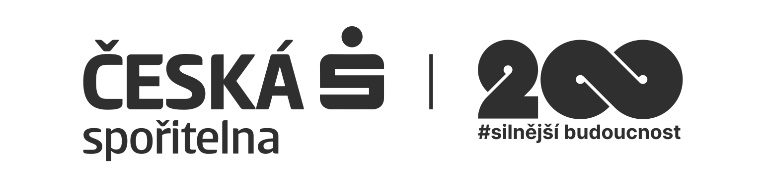 ČESKÁ
spořitelna
200
#silnější budoucnost